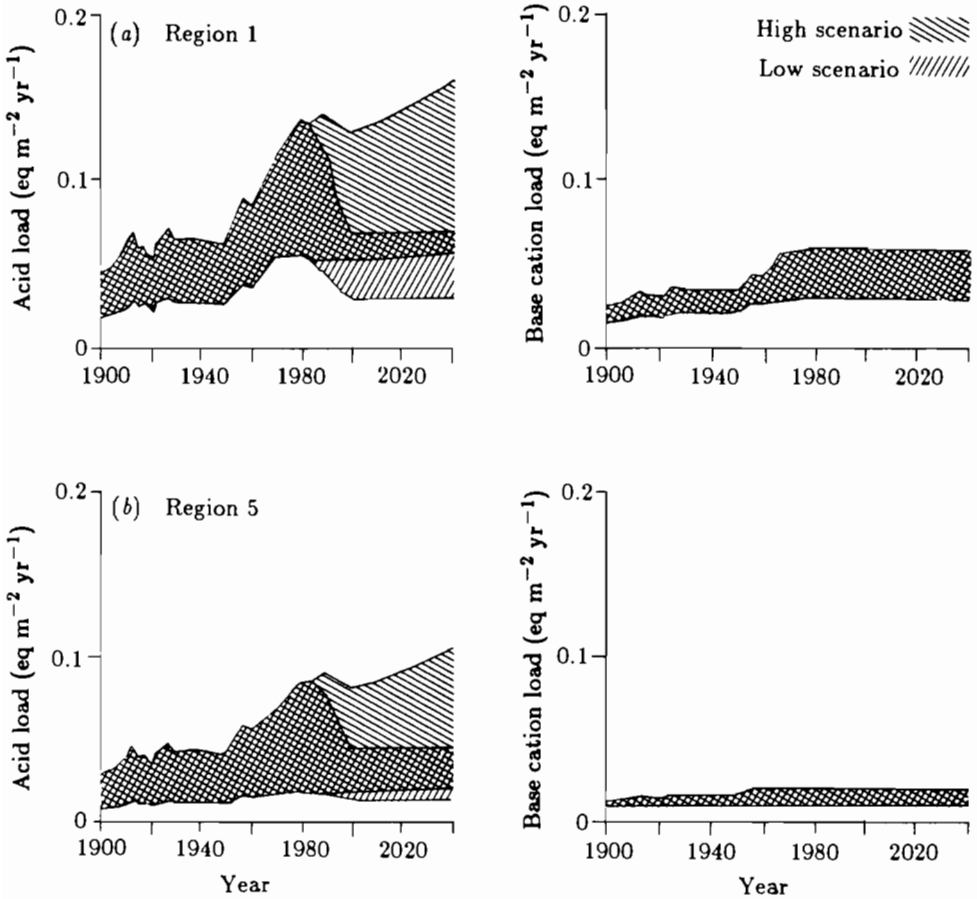 (a) Region 1
Acid load (eq m⁻² yr⁻¹)
0.2
0.1
0
1900 1940 1980 2020
High scenario
Low scenario
Base cation load (eq m⁻² yr⁻¹)
0.2
0.1
0
1900 1940 1980 2020
(b) Region 5
Acid load (eq m⁻² yr⁻¹)
0.2
0.1
0
1900 1940 1980 2020
Year
Base cation load (eq m⁻² yr⁻¹)
0.2
0.1
0
1900 1940 1980 2020
Year